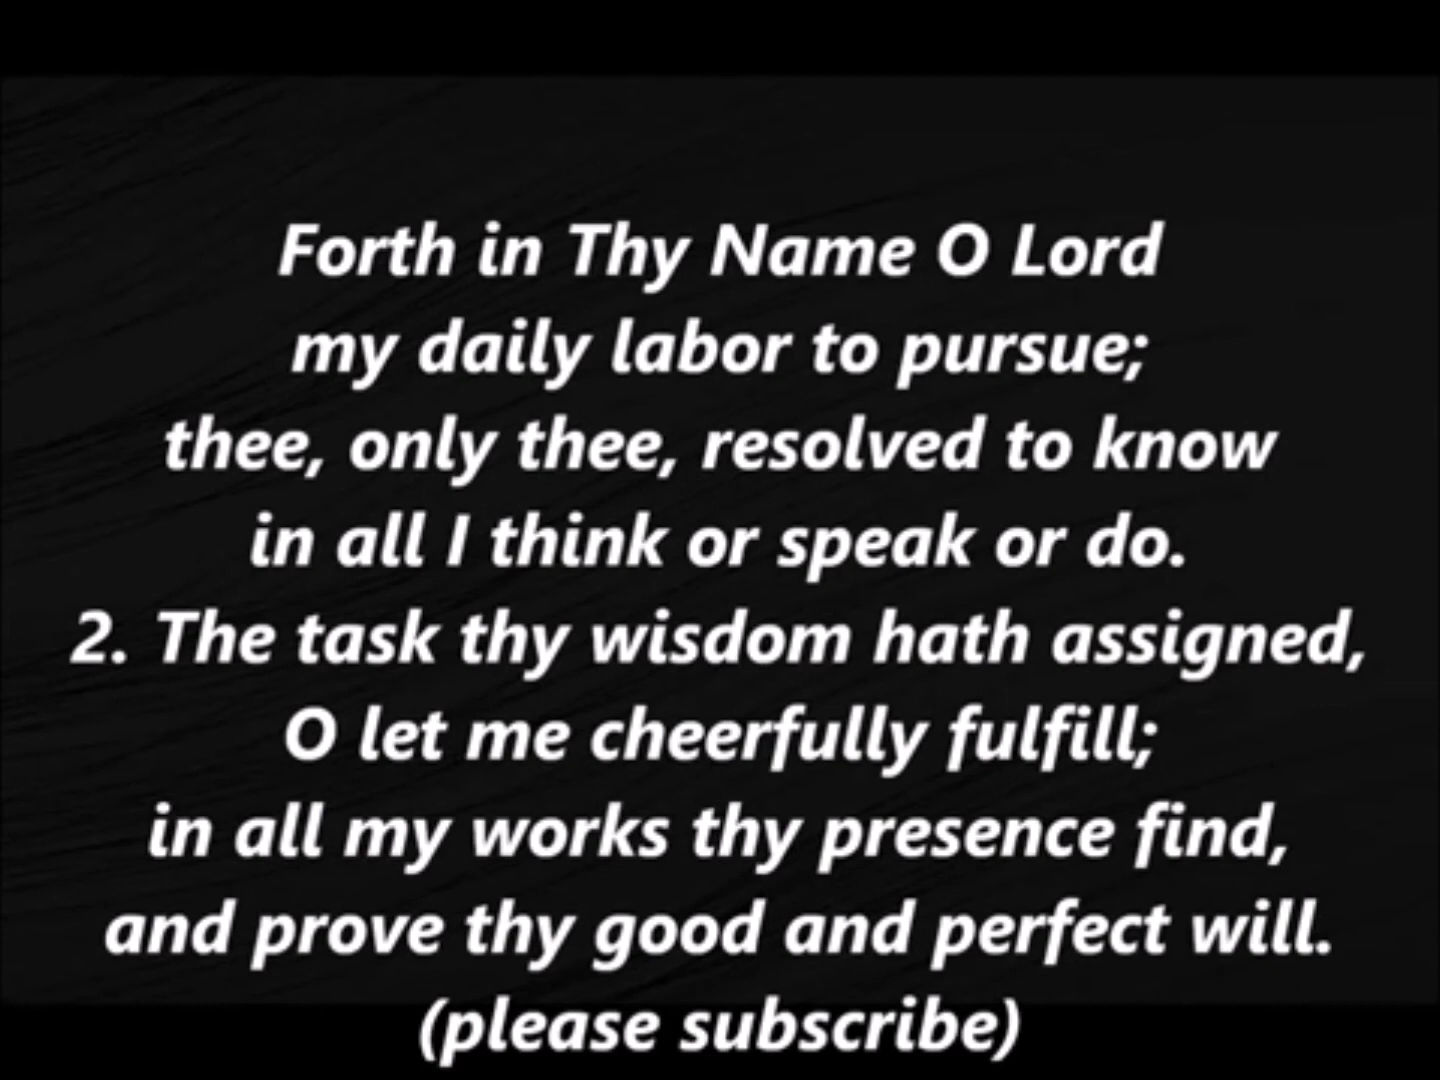 Forth in Thy Name O Lord
my daily labor to pursue;
thee, only thee, resolved to know
in all I think or speak or do.
2. The task thy wisdom hath assigned,
O let me cheerfully fulfill;
in all my works thy presence find,
and prove thy good and perfect will.
(please subscribe)